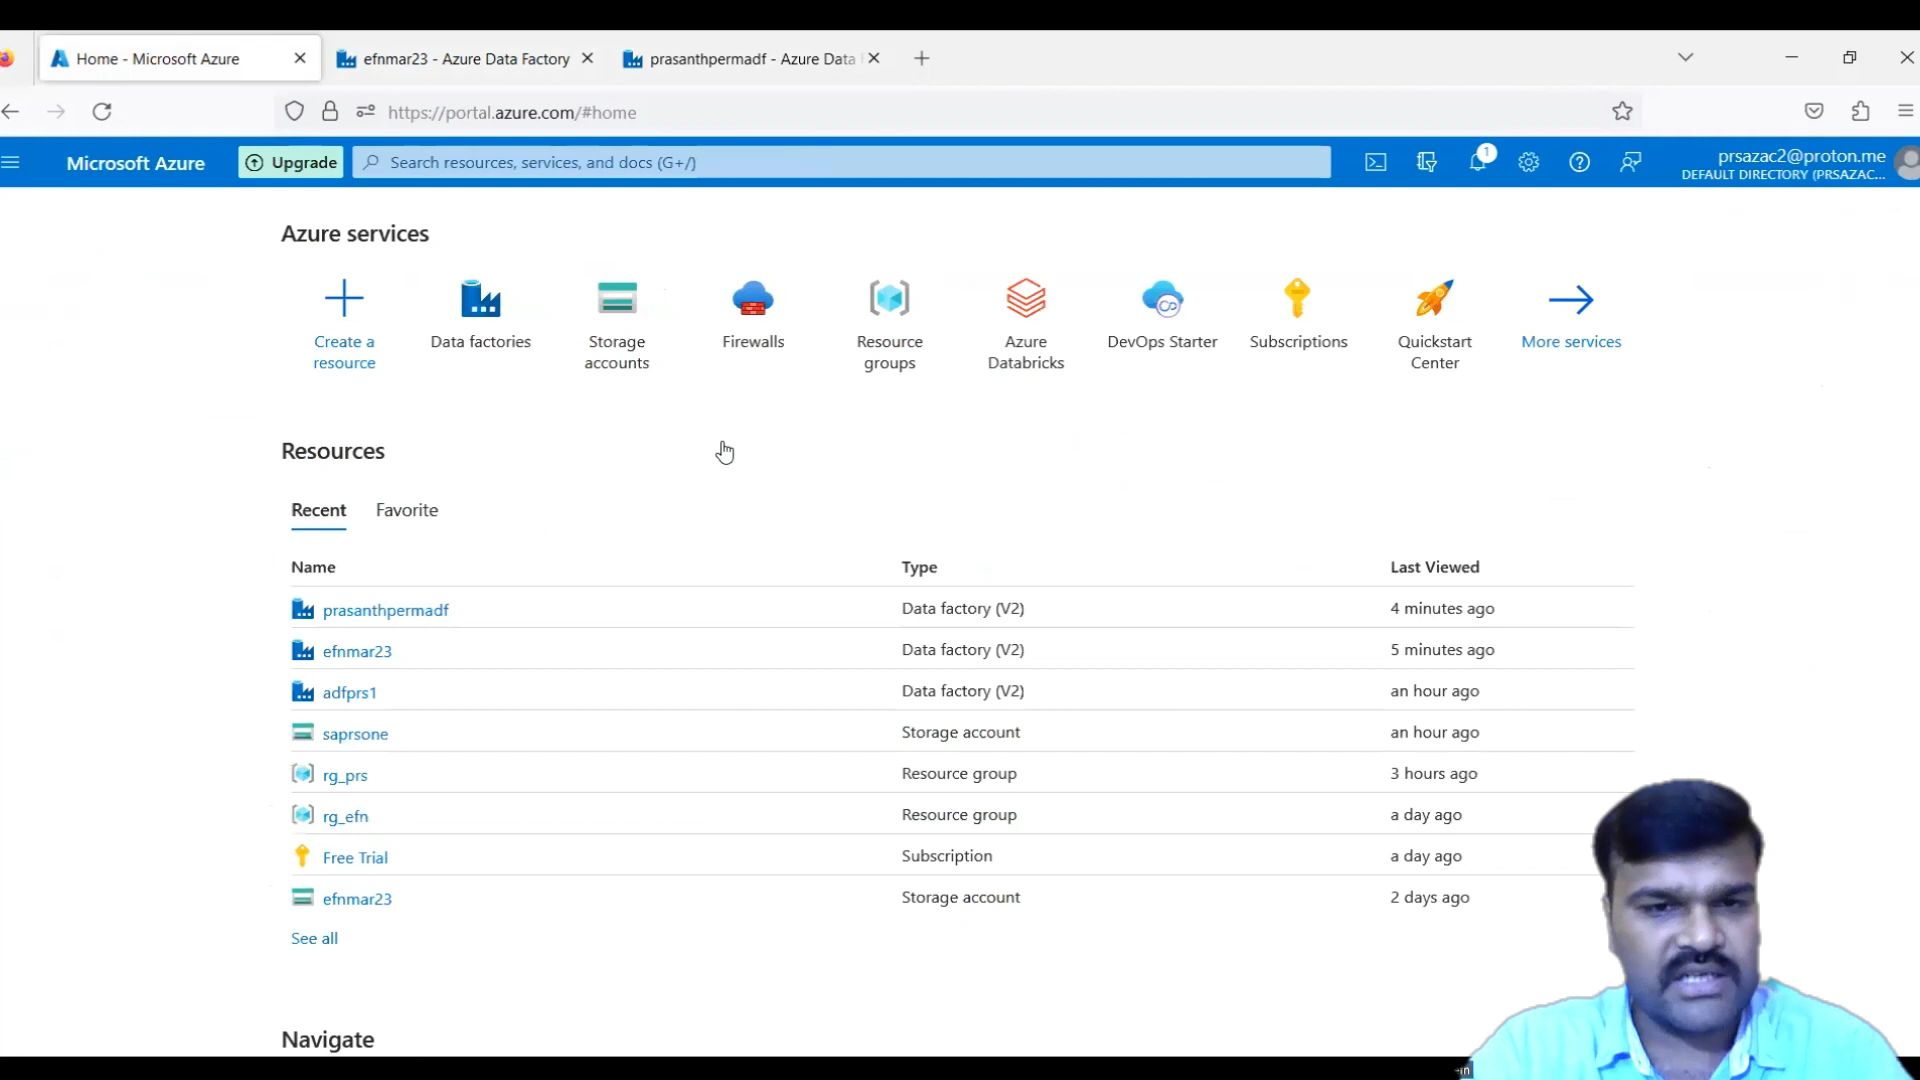 Home - Microsoft Azure
efnmar23 - Azure Data Factory
prasanthpermadf - Azure Data
https://portal.azure.com/#home
Microsoft Azure
Upgrade
Search resources, services, and docs (G+/)
1
prsazac2@proton.me
DEFAULT DIRECTORY (PRSAZAC...
Azure services
Create a
resource
Data factories
Storage
accounts
Firewalls
Resource
groups
Azure
Databricks
DevOps Starter
Subscriptions
Quickstart
Center
More services
Resources
Recent
Favorite
Name
Type
Last Viewed
prasanthpermadf
Data factory (V2)
4 minutes ago
efnmar23
Data factory (V2)
5 minutes ago
adfprs1
Data factory (V2)
an hour ago
saprsone
Storage account
an hour ago
rg_prs
Resource group
3 hours ago
rg_efn
Resource group
a day ago
Free Trial
Subscription
a day ago
efnmar23
Storage account
2 days ago
See all
Navigate